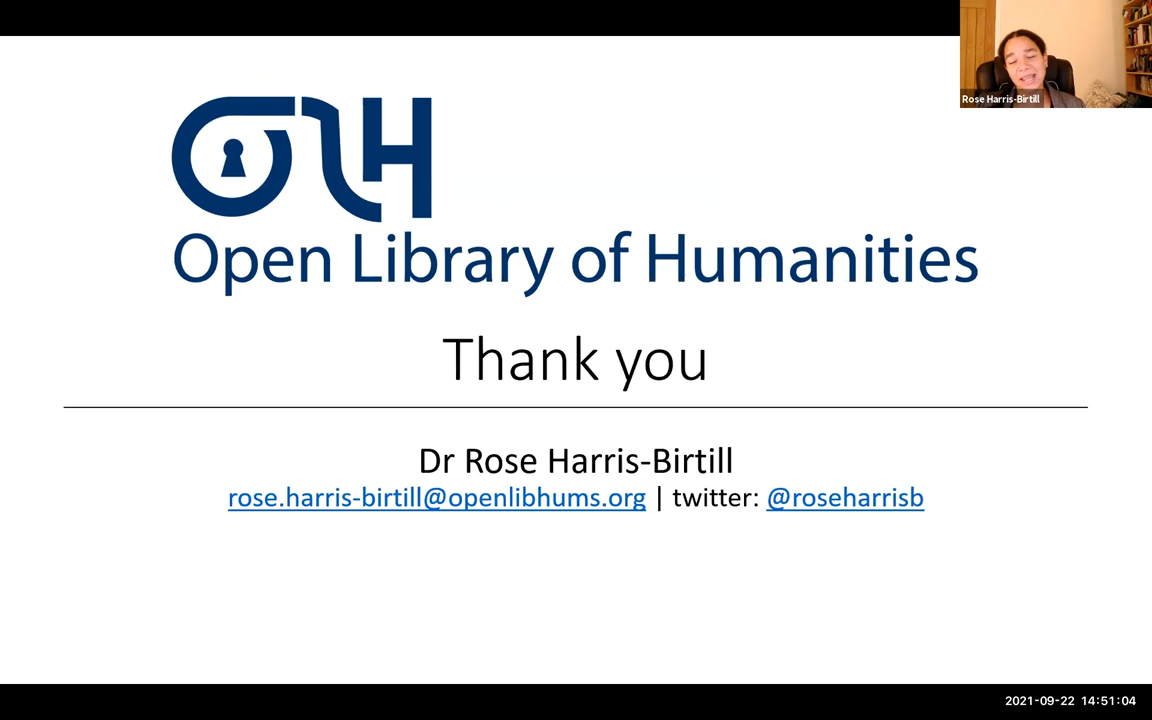 Rose Harris-Birtill
OLH
Open Library of Humanities
Thank you
Dr Rose Harris-Birtill
rose.harris-birtill@openlibhums.org | twitter: @roseharrisb
2021-09-22 14:51:04